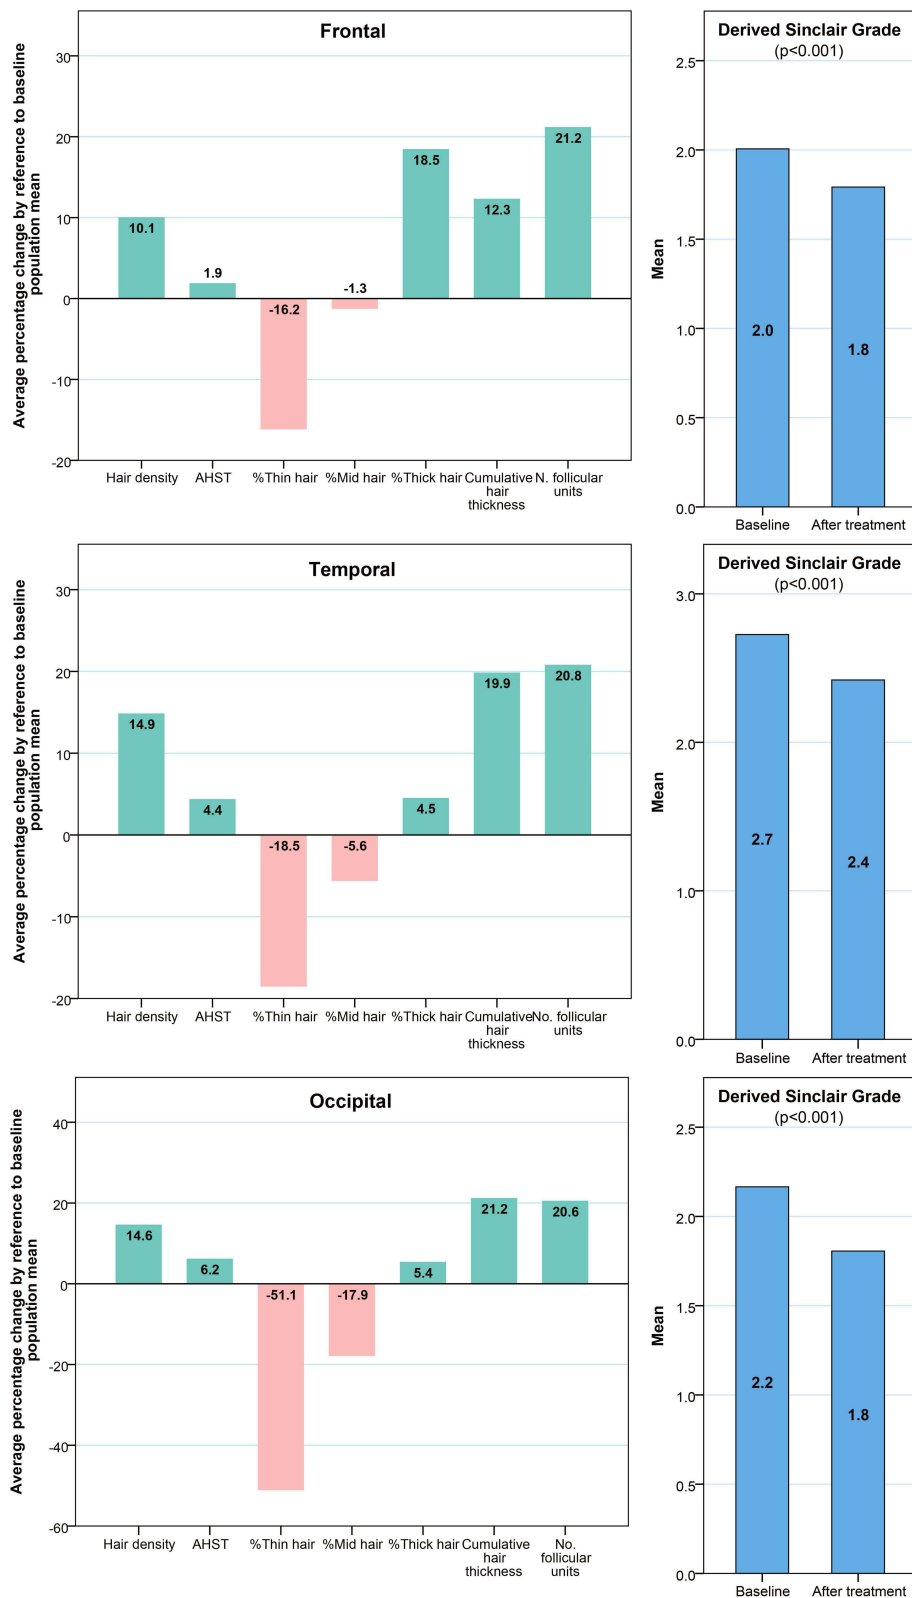 Frontal
Average percentage change by reference to baseline
population mean
30
20
10
0
-10
-20
10.1
1.9
-16.2
-1.3
18.5
12.3
21.2
Hair density
AHST
%Thin hair
%Mid hair
%Thick hair
Cumulative
hair
thickness
N. follicular
units
Derived Sinclair Grade
(p<0.001)
Mean
2.5
2.0
1.5
1.0
0.5
0.0
2.0
1.8
Baseline
After treatment
Temporal
Average percentage change by reference to baseline
population mean
30
20
10
0
-10
-20
14.9
4.4
-18.5
-5.6
4.5
19.9
20.8
Hair density
AHST
%Thin hair
%Mid hair
%Thick hair
Cumulative
hair
thickness
No. follicular
units
Derived Sinclair Grade
(p<0.001)
Mean
3.0
2.0
1.0
0.0
2.7
2.4
Baseline
After treatment
Occipital
Average percentage change by reference to baseline
population mean
40
20
0
-20
-40
-60
14.6
6.2
-51.1
-17.9
5.4
21.2
20.6
Hair density
AHST
%Thin hair
%Mid hair
%Thick hair
Cumulative
hair
thickness
No.
follicular
units
Derived Sinclair Grade
(p<0.001)
Mean
2.5
2.0
1.5
1.0
0.5
0.0
2.2
1.8
Baseline
After treatment